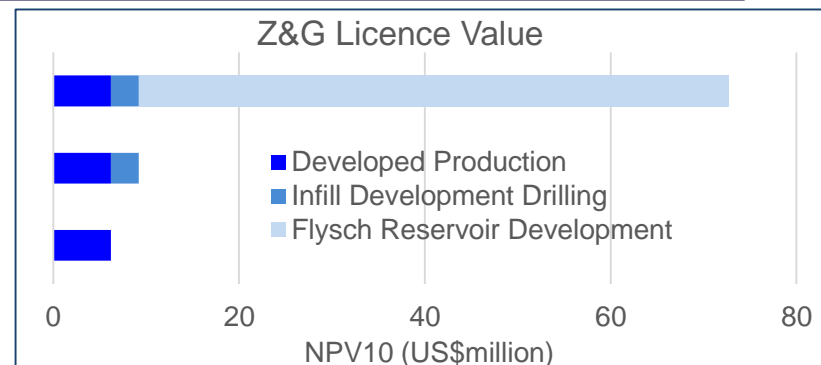 Z&G Licence Value
Developed Production
Infill Development Drilling
Flysch Reservoir Development
0 20 40 60 80
NPV10 (US$million)